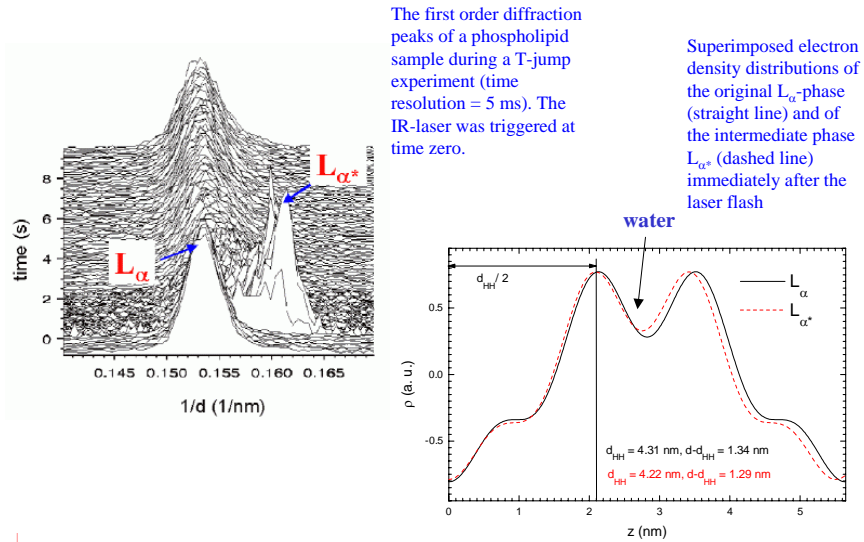 The first order diffraction
peaks of a phospholipid
sample during a T-jump
experiment (time
resolution = 5 ms). The
IR-laser was triggered at
time zero.
Superimposed electron
density distributions of
the original Lα-phase
(straight line) and of
the intermediate phase
Lα* (dashed line)
immediately after the
laser flash
Lα*
Lα
time (s)
8
6
4
2
0
0.145 0.150 0.155 0.160 0.165
1/d (1/nm)
water
dHH/ 2
Lα
Lα*
ρ (a. u.)
0.5
0.0
-0.5
dHH = 4.31 nm, d-dHH = 1.34 nm
dHH = 4.22 nm, d-dHH = 1.29 nm
0 1 2 3 4 5
z (nm)